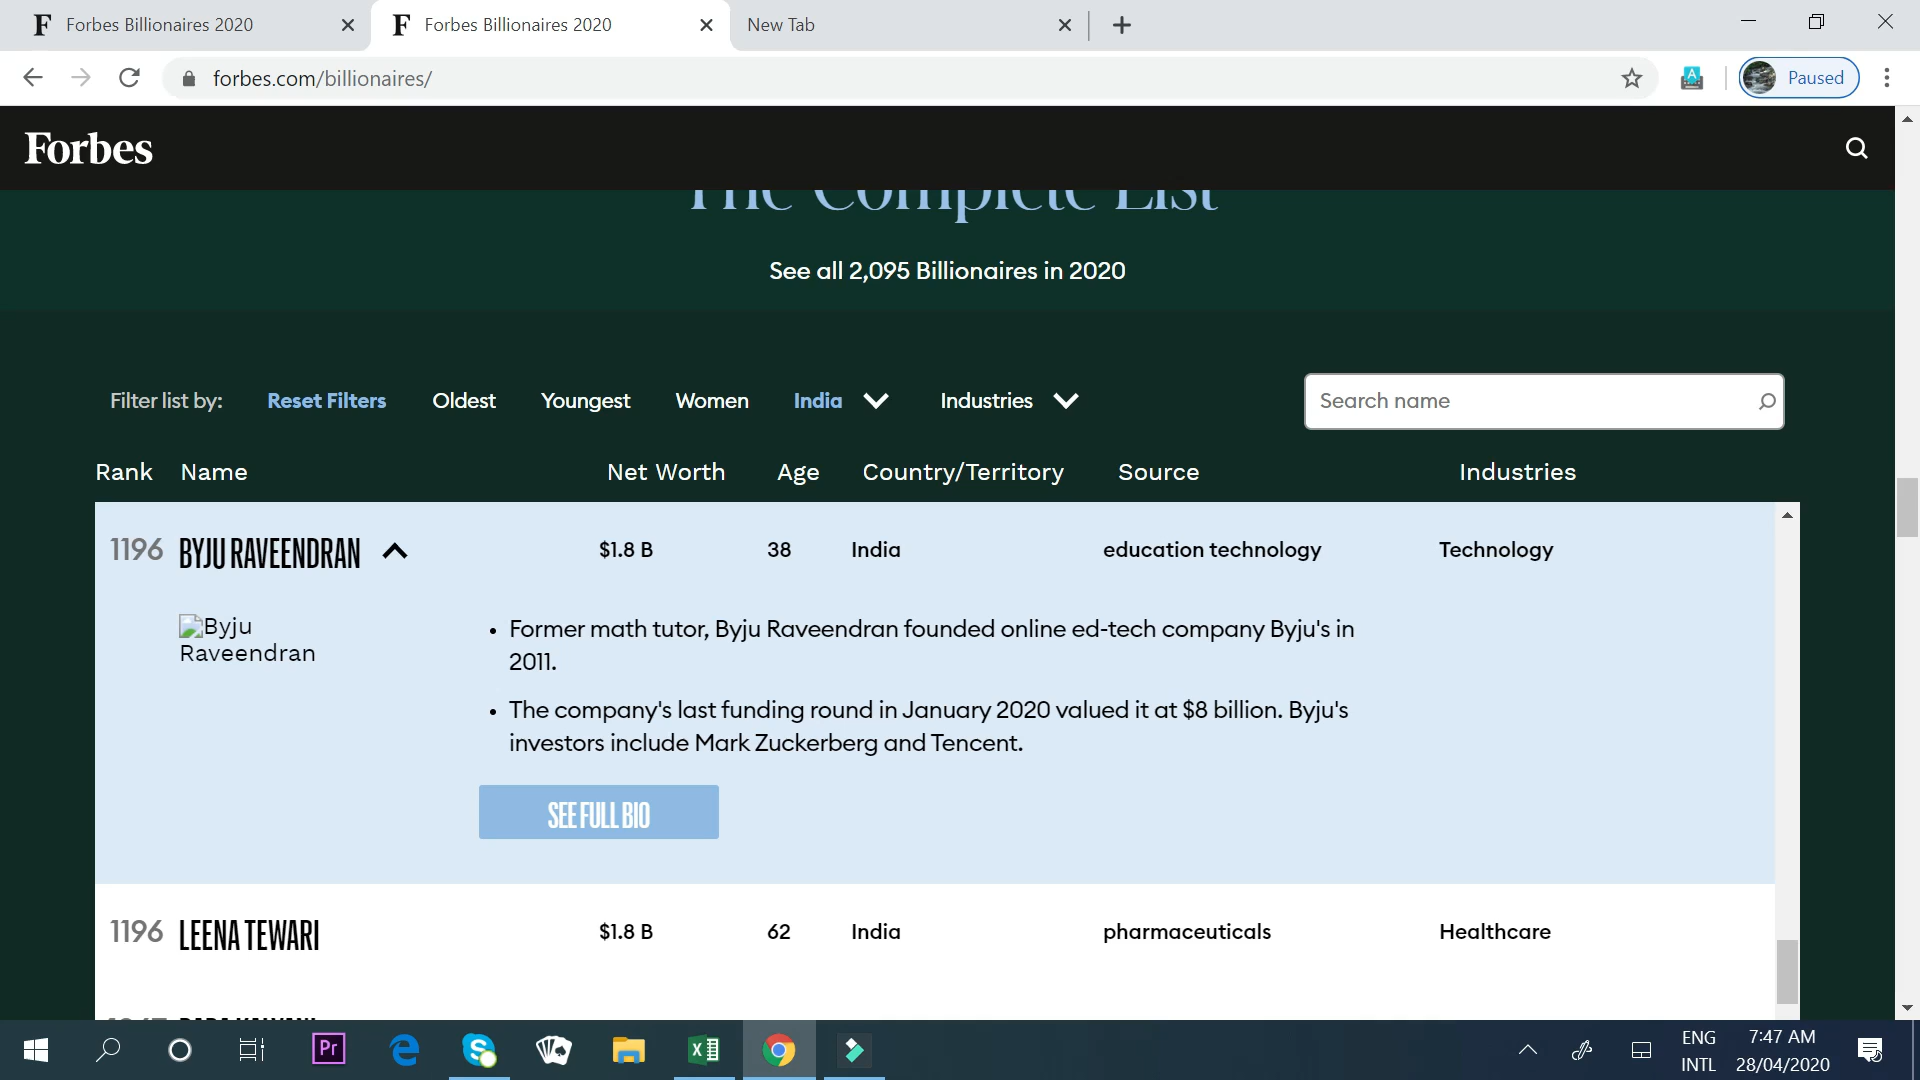 Forbes Billionaires 2020
Forbes Billionaires 2020
New Tab
forbes.com/billionaires/
Paused
Forbes
The Complete List
See all 2,095 Billionaires in 2020
Filter list by: Reset Filters Oldest Youngest Women India Industries Search name
Rank Name Net Worth Age Country/Territory Source Industries
1196 BYJU RAVEENDRAN $1.8 B 38 India education technology Technology
Byju
Raveendran
• Former math tutor, Byju Raveendran founded online ed-tech company Byju's in
2011.
• The company's last funding round in January 2020 valued it at $8 billion. Byju's
investors include Mark Zuckerberg and Tencent.
SEE FULL BIO
1196 LEENA TEWARI $1.8 B 62 India pharmaceuticals Healthcare
Pr
ENG
INTL
7:47 AM
28/04/2020